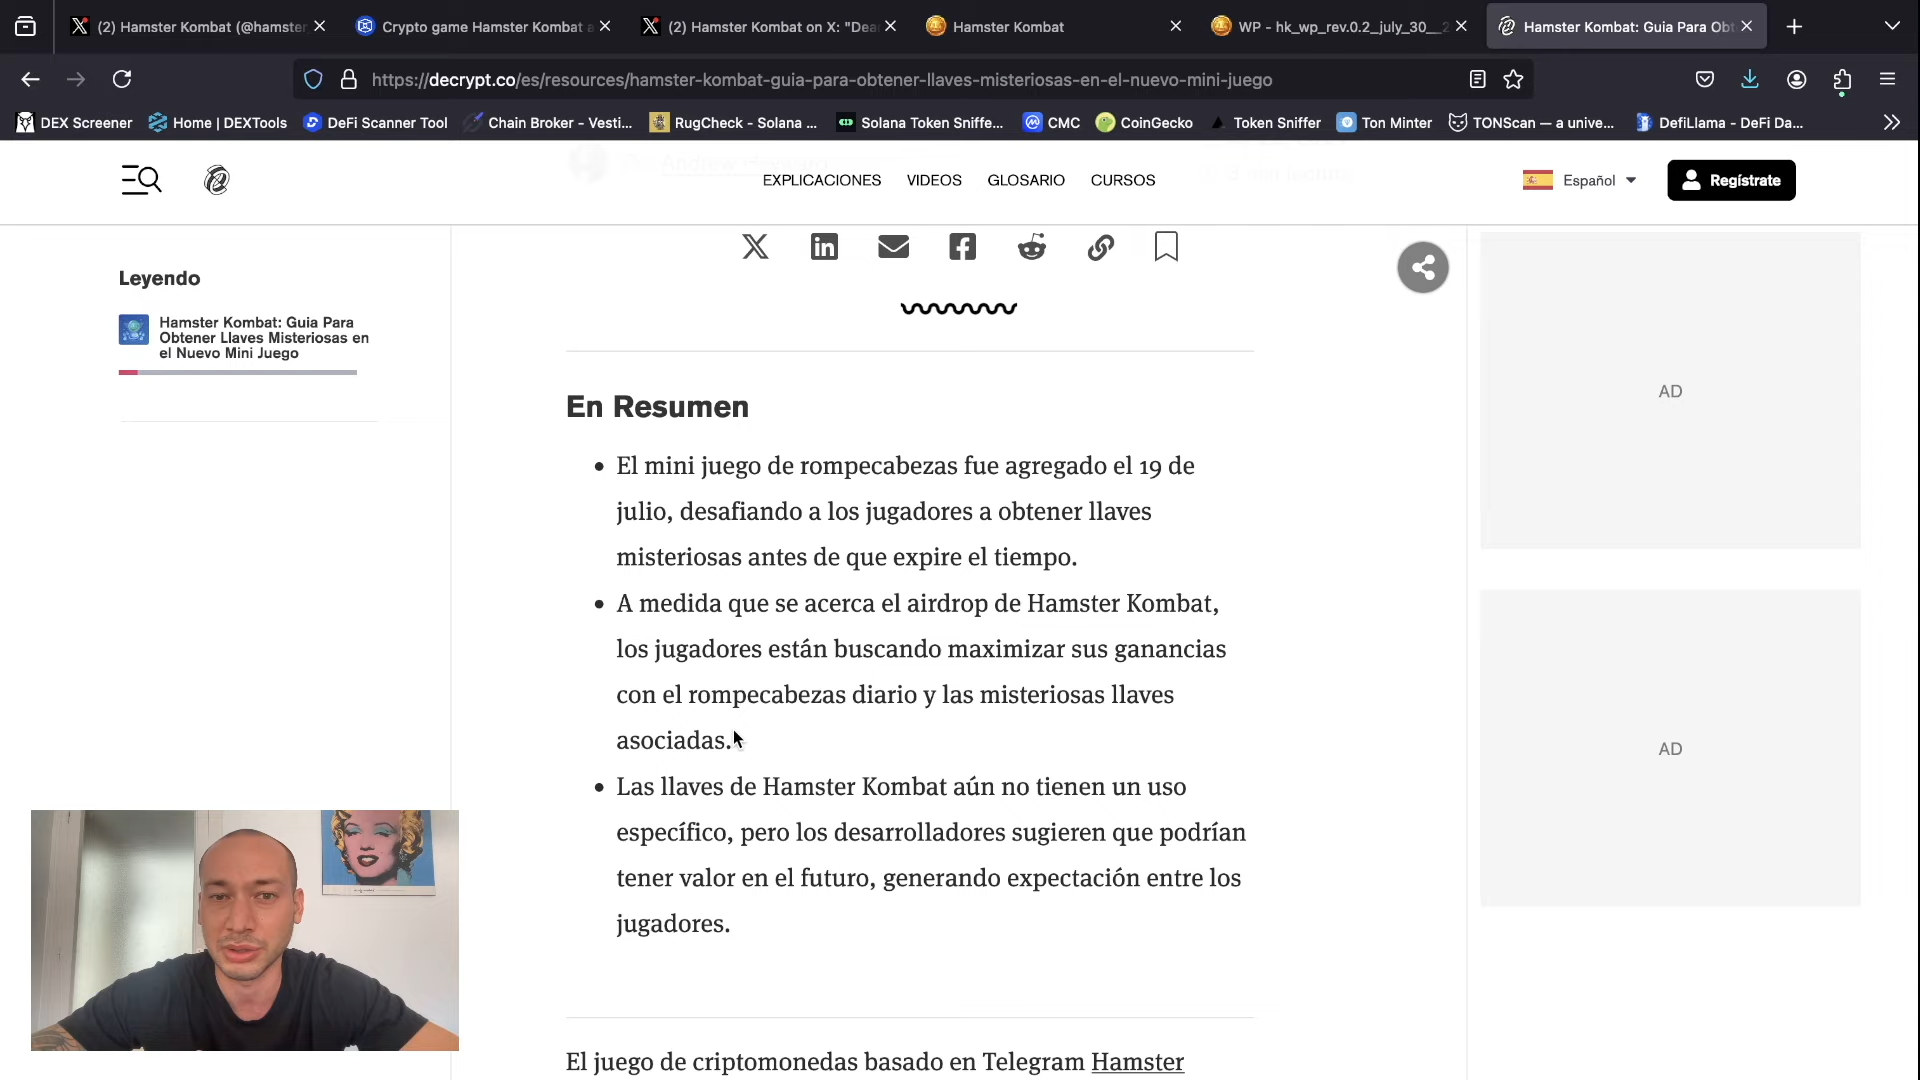 (2) Hamster Kombat (@hamster
Crypto game Hamster Kombat a
(2) Hamster Kombat on X: "Dea
Hamster Kombat
WP - hk_wp_rev.0.2_july_30__2
Hamster Kombat: Guia Para Obt
https://decrypt.co/es/resources/hamster-kombat-guia-para-obtener-llaves-misteriosas-en-el-nuevo-mini-juego
DEX Screener
Home | DEXTools
DeFi Scanner Tool
Chain Broker - Vesti...
RugCheck - Solana ...
Solana Token Sniffe...
CMC
CoinGecko
Token Sniffer
Ton Minter
TONScan — a unive...
DefiLlama - DeFi Da...
EXPLICACIONES
VIDEOS
GLOSARIO
CURSOS
Español
Regístrate
Leyendo
Hamster Kombat: Guia Para
Obtener Llaves Misteriosas en
el Nuevo Mini Juego
En Resumen
• El mini juego de rompecabezas fue agregado el 19 de
julio, desafiando a los jugadores a obtener llaves
misteriosas antes de que expire el tiempo.
• A medida que se acerca el airdrop de Hamster Kombat,
los jugadores están buscando maximizar sus ganancias
con el rompecabezas diario y las misteriosas llaves
asociadas.
• Las llaves de Hamster Kombat aún no tienen un uso
específico, pero los desarrolladores sugieren que podrían
tener valor en el futuro, generando expectación entre los
jugadores.
El juego de criptomonedas basado en Telegram Hamster
AD
AD